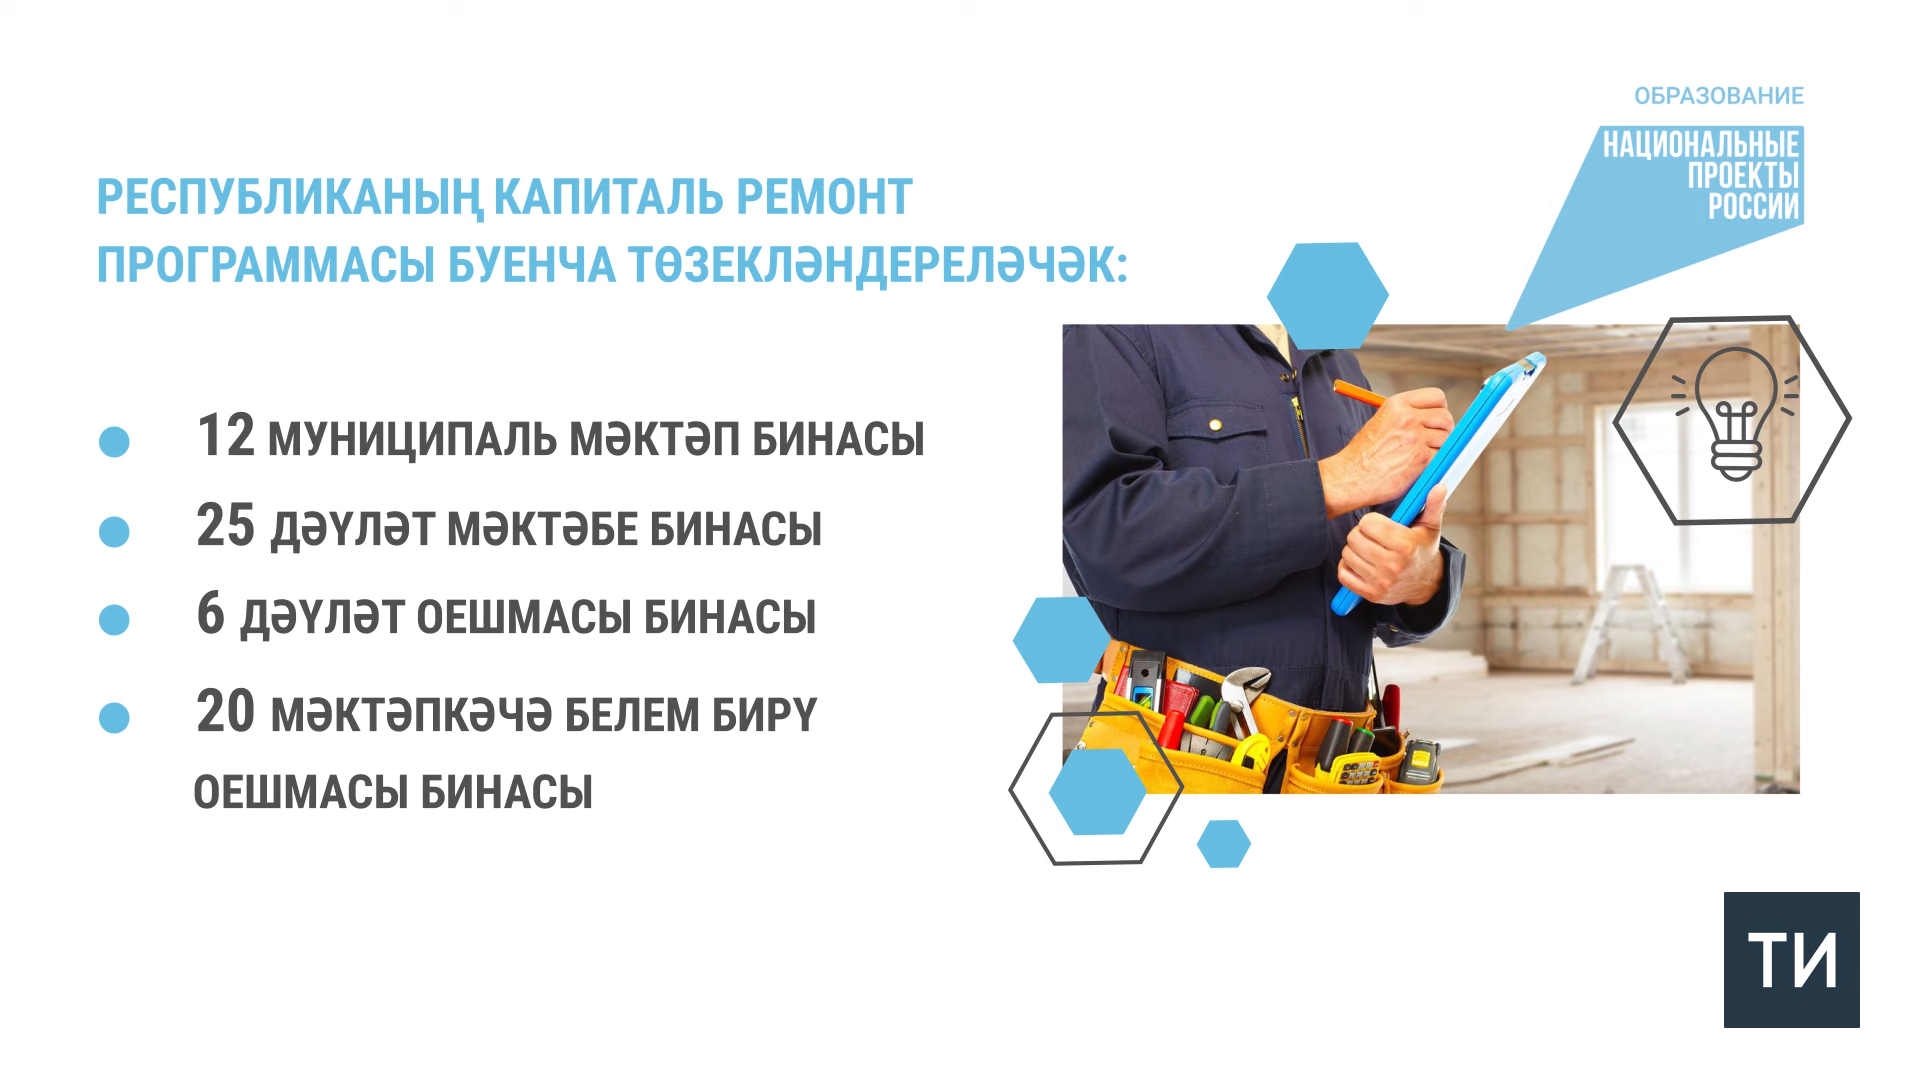 ОБРАЗОВАНИЕ
НАЦИОНАЛЬНЫЕ
ПРОЕКТЫ
РОССИИ
РЕСПУБЛИКАНЫҢ КАПИТАЛЬ РЕМОНТ
ПРОГРАММАСЫ БУЕНЧА ТӨЗЕКЛӘНДЕРЕЛӘЧӘК:
12 МУНИЦИПАЛЬ МӘКТӘП БИНАСЫ
25 ДӘҮЛӘТ МӘКТӘБЕ БИНАСЫ
6 ДӘҮЛӘТ ОЕШМАСЫ БИНАСЫ
20 МӘКТӘПКӘЧӘ БЕЛЕМ БИРҮ
ОЕШМАСЫ БИНАСЫ
ТИ